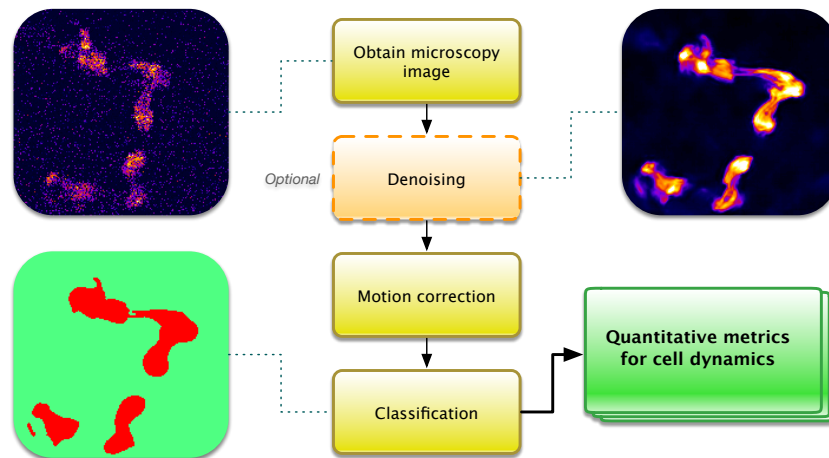 Obtain microscopy
image
Optional
Denoising
Motion correction
Quantitative metrics
for cell dynamics
Classification